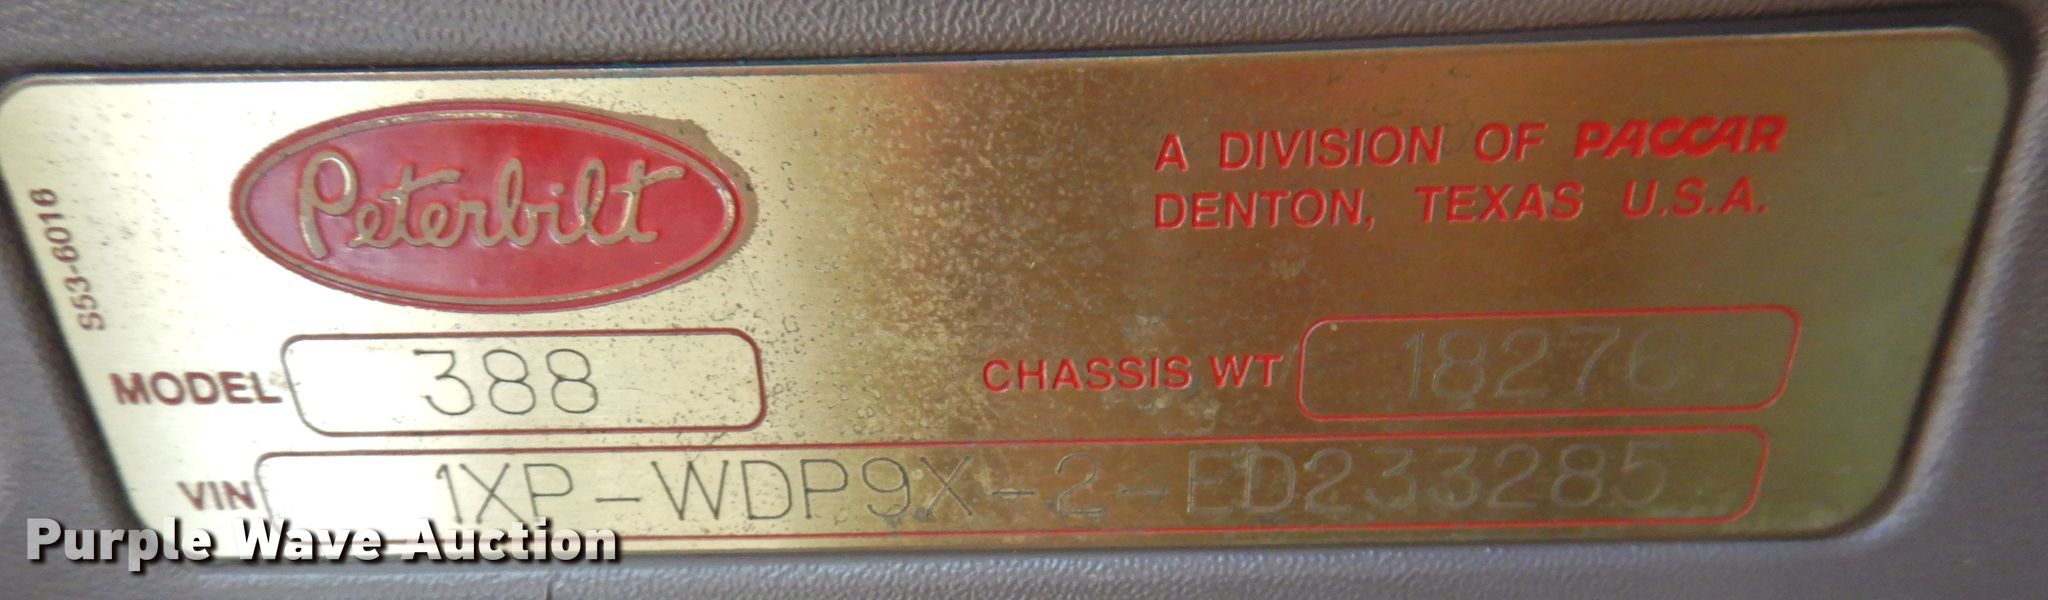 Peterbilt
A DIVISION OF PACCAR
DENTON, TEXAS U.S.A.
S53-6016
MODEL 388
CHASSIS WT 18276
VIN 1XP-WDP9X-2-ED233285
Purple Wave Auction